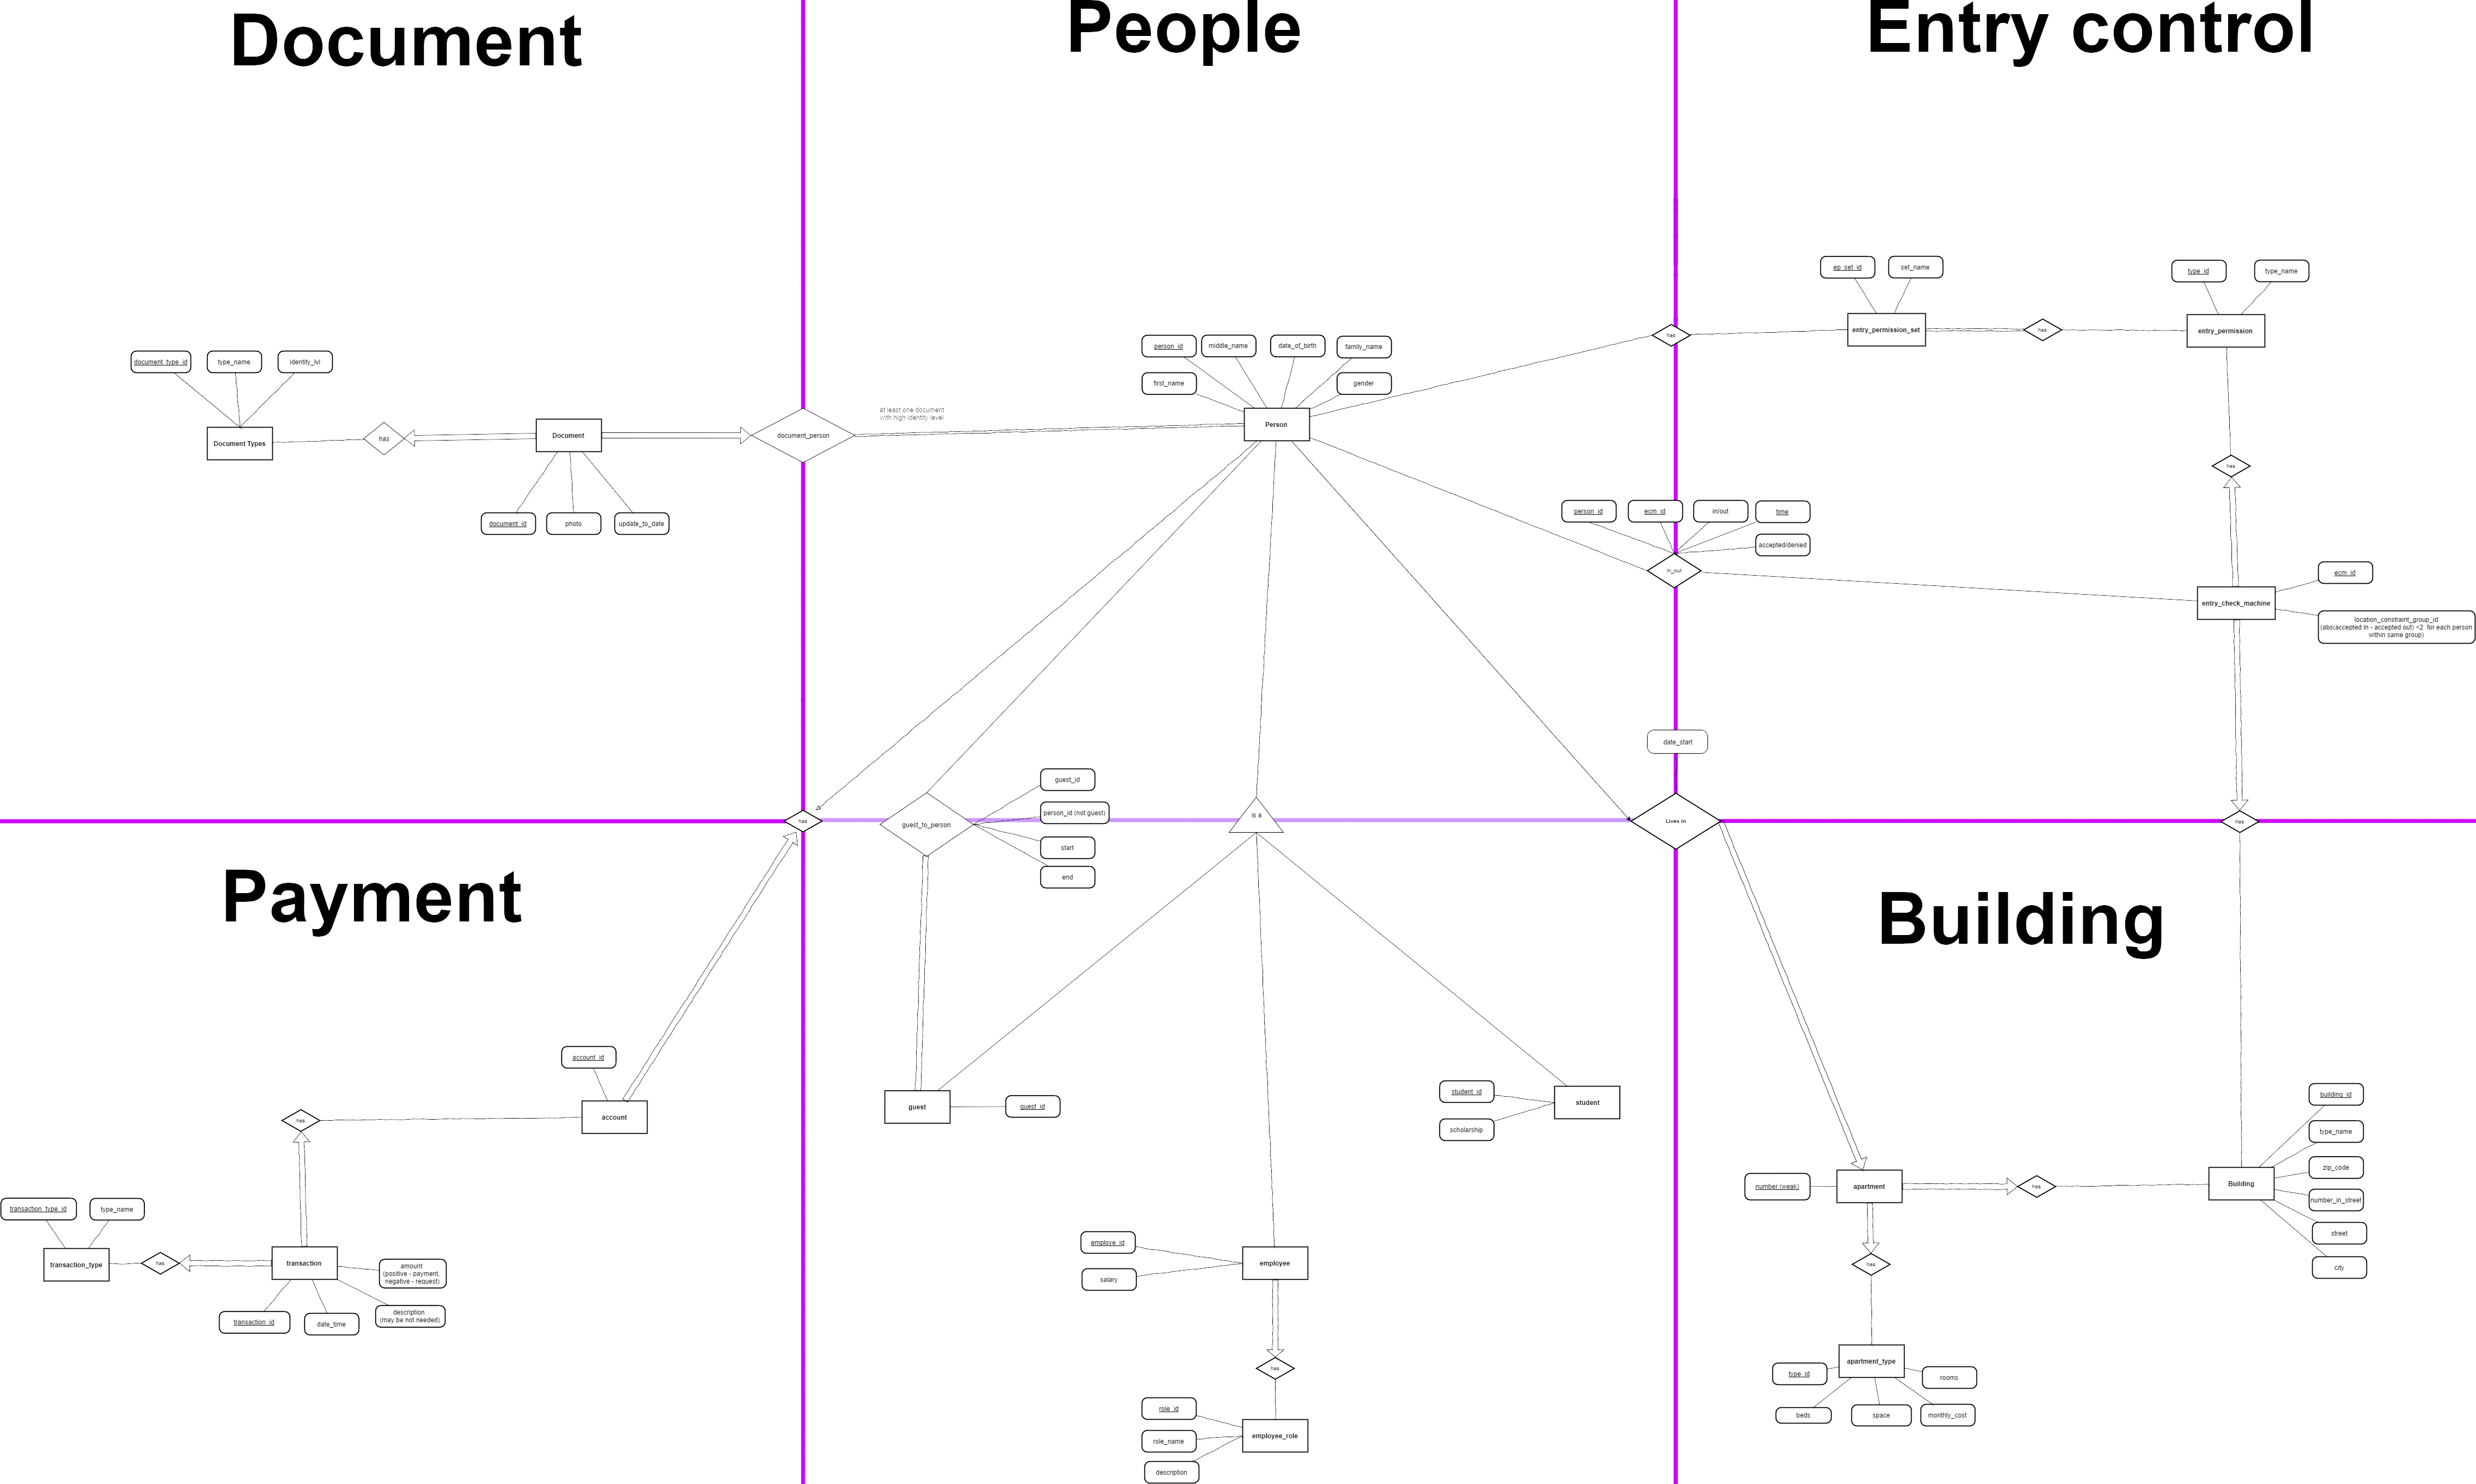 Document
People
Entry control
ep_set_id
set_name
type_id
type_name
entry_permission_set
has
entry_permission
has
person_id
middle_name
date_of_birth
family_name
first_name
gender
Person
document_type_id
type_name
identity_lvl
Document Types
has
Document
document_person
at least one document
with high identity level
document_id
photo
update_to_date
has
person_id
ecm_id
in/out
time
accepted/denied
in_out
ecm_id
entry_check_machine
location_constraint_group_id
(abs(accepted in - accepted out) <2 for each person
within same group)
date_start
guest_id
person_id (not guest)
start
end
has
guest_to_person
is a
Lives in
has
Payment
Building
account_id
account
has
transaction_type_id
type_name
transaction_type
has
transaction
amount
(positive - payment,
negative - request)
description
(may be not needed)
transaction_id
date_time
guest
guest_id
student_id
scholarship
student
employe_id
salary
employee
has
role_id
role_name
description
employee_role
number (weak)
apartment
has
Building
building_id
type_name
zip_code
number_in_street
street
city
has
apartment_type
type_id
rooms
beds
space
monthly_cost